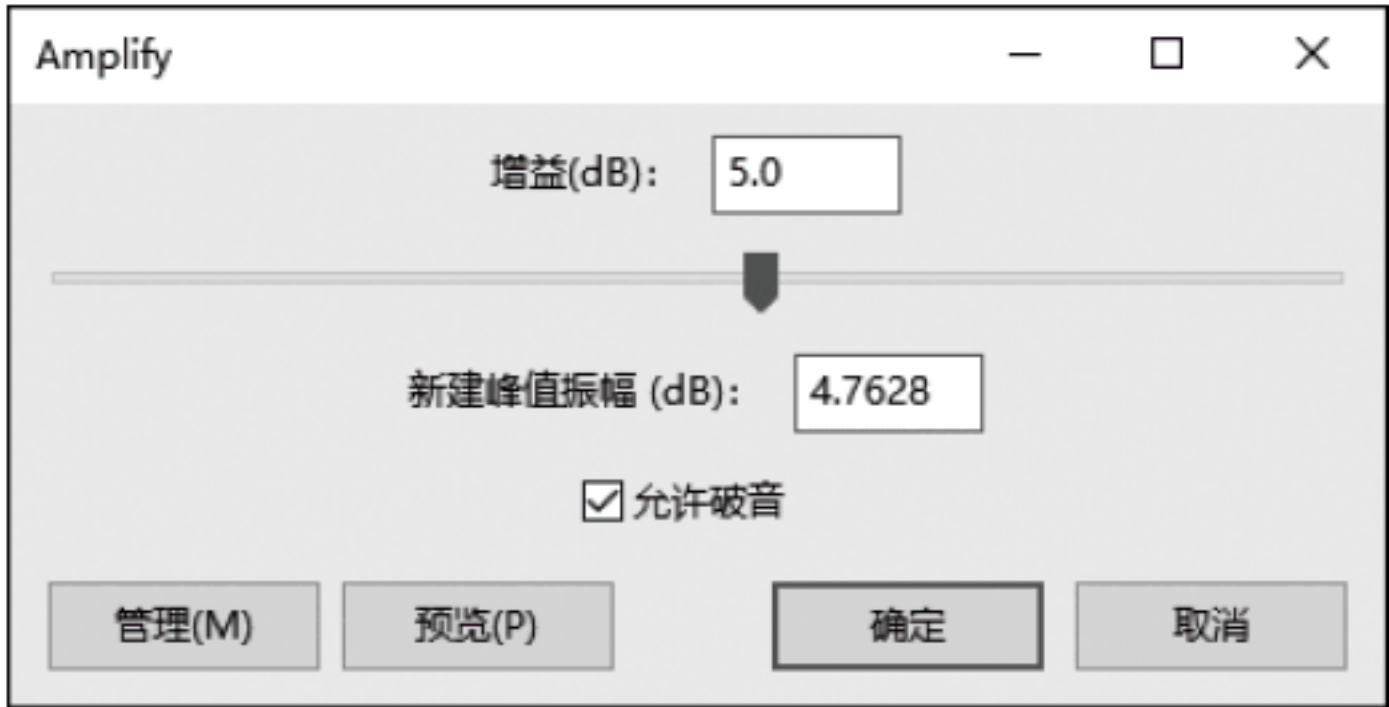 Amplify
增益(dB)： 5.0
新建峰值振幅 (dB)： 4.7628
允许破音
管理(M) 预览(P) 确定 取消